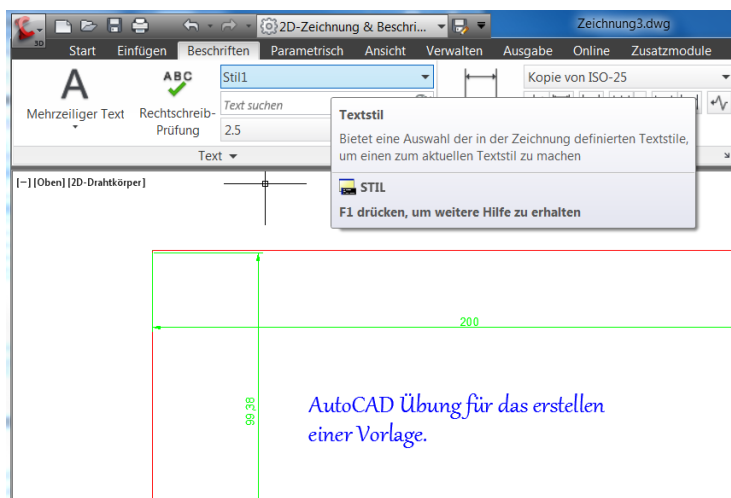 3D
2D-Zeichnung & Beschri...
Zeichnung3.dwg
Start Einfügen Beschriften Parametrisch Ansicht Verwalten Ausgabe Online Zusatzmodule
A
Mehrzeiliger Text
ABC
Rechtschreib-
Prüfung
Stil1
Text suchen
2.5
Kopie von ISO-25
Text
Textstil
Bietet eine Auswahl der in der Zeichnung definierten Textstile,
um einen zum aktuellen Textstil zu machen
STIL
F1 drücken, um weitere Hilfe zu erhalten
[−] [Oben] [2D-Drahtkörper]
200
99,38
AutoCAD Übung für das erstellen
einer Vorlage.